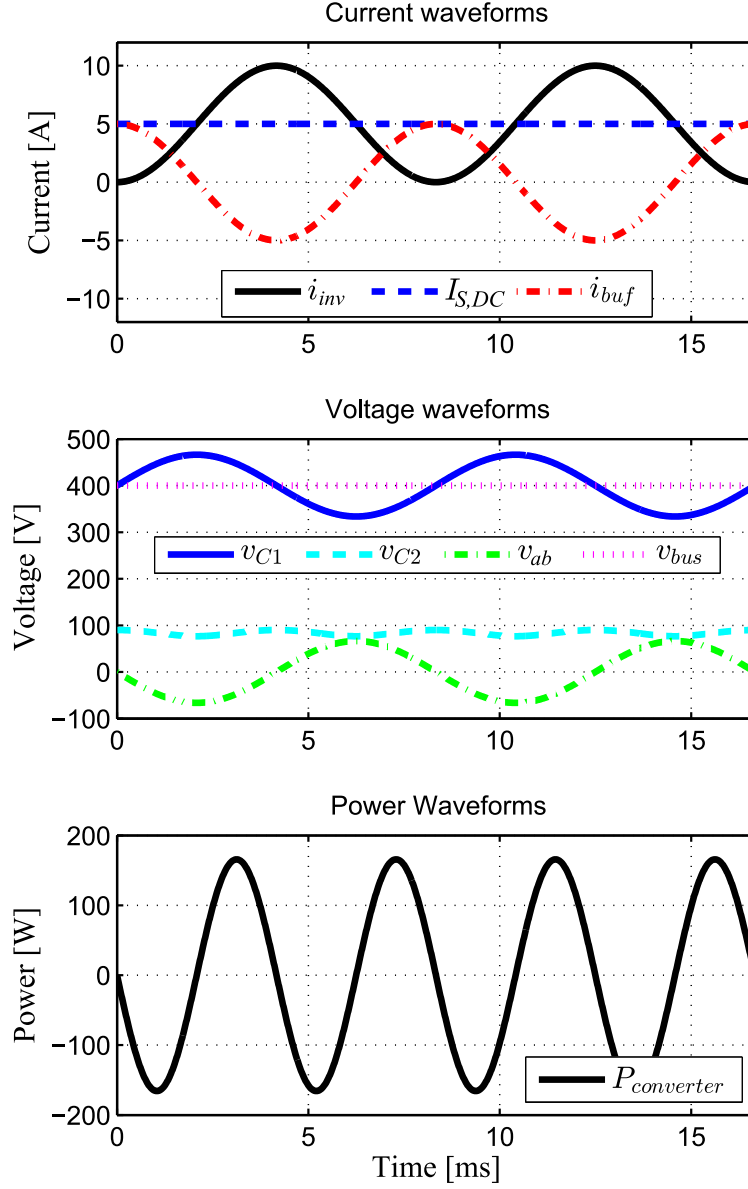 Current waveforms
Current [A]
10
5
0
−5
−10
i_inv I_S,DC i_buf
0 5 10 15
Voltage waveforms
Voltage [V]
500
400
300
v_C1 v_C2 v_ab v_bus
200
100
0
−100
0 5 10 15
Power Waveforms
Power [W]
200
100
0
−100
P_converter
−200
0 5 10 15
Time [ms]